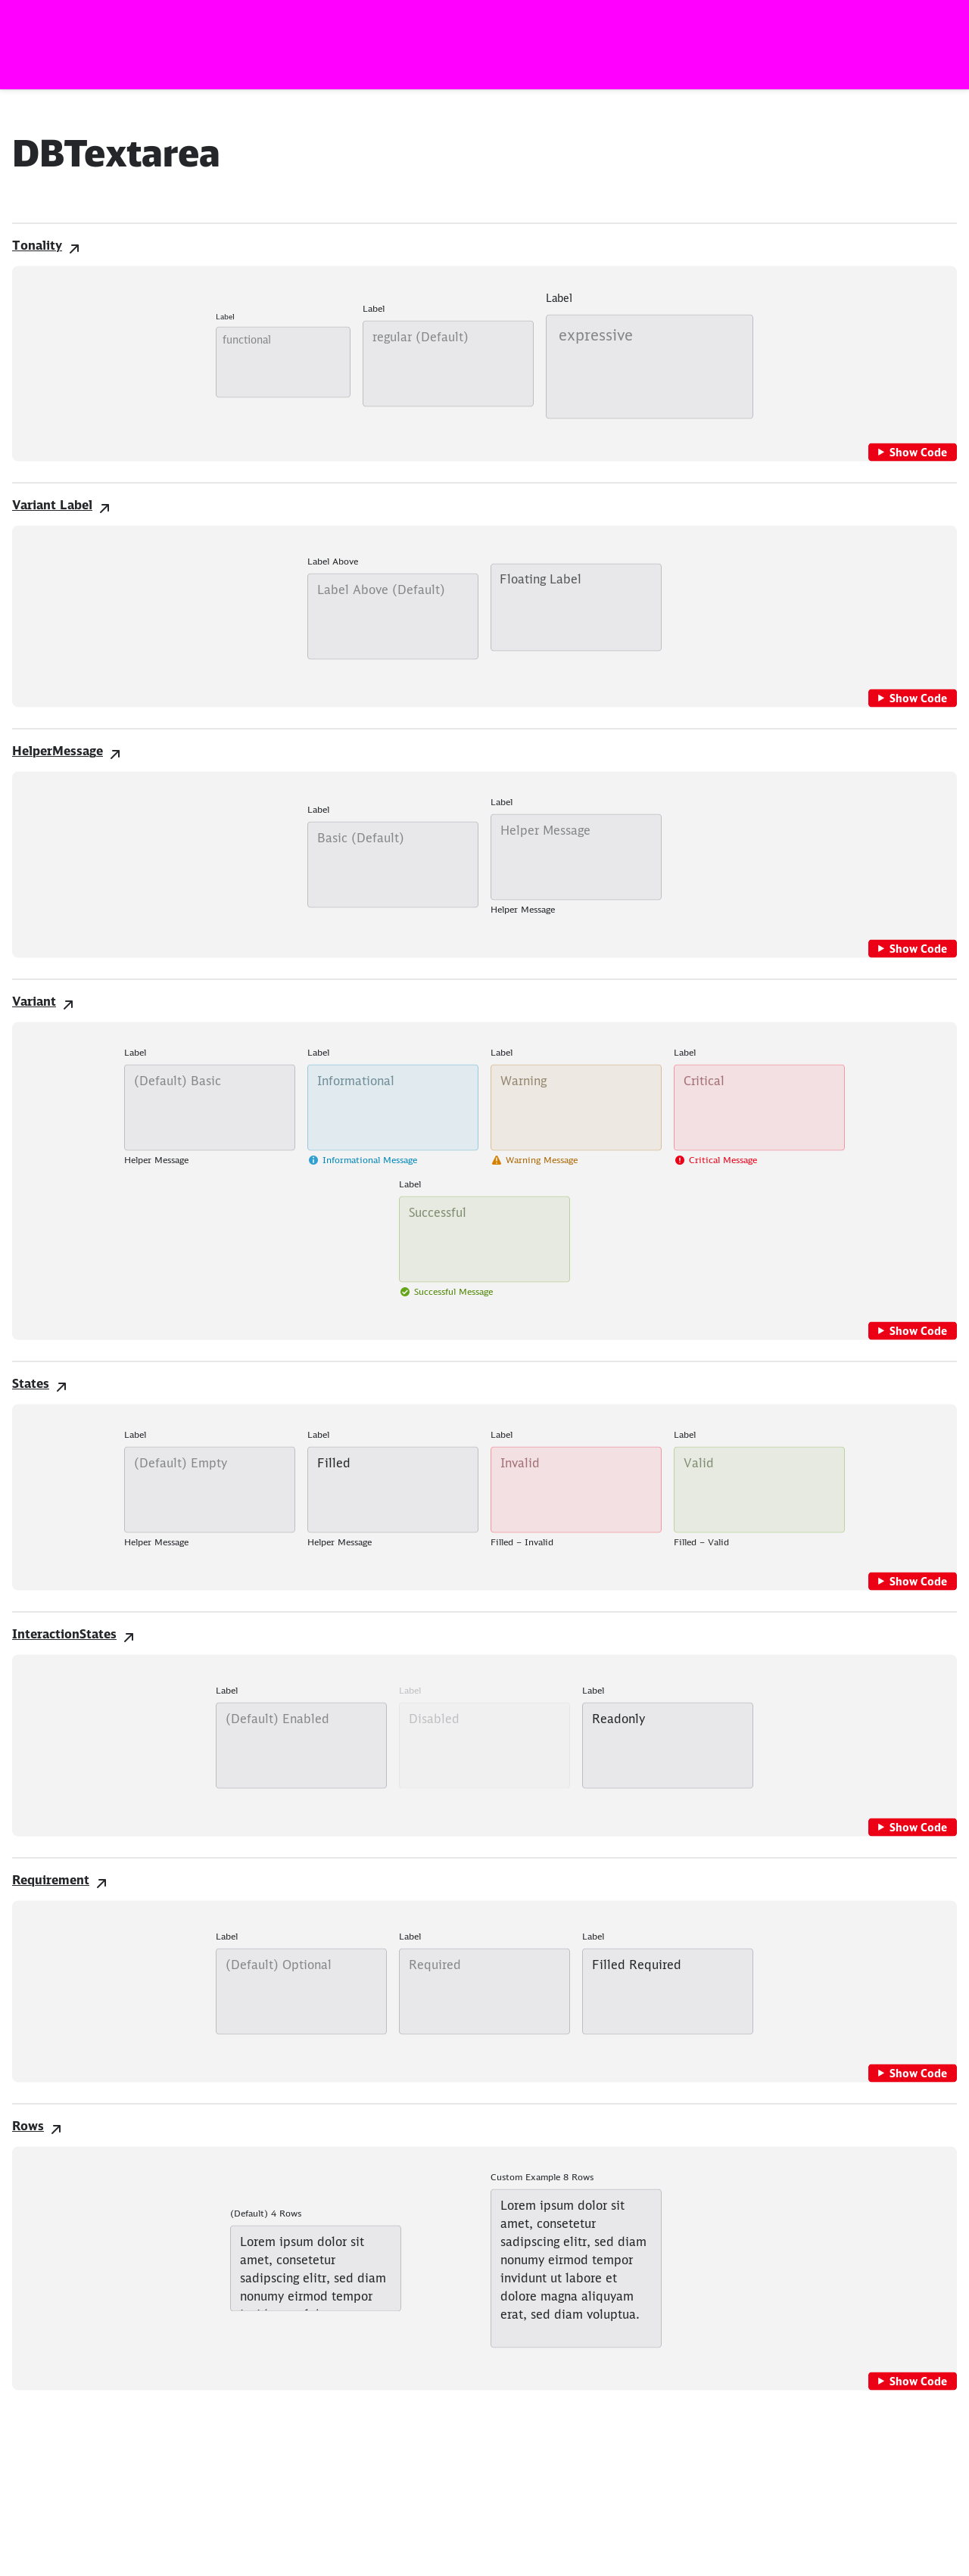 DBTextarea
Tonality
Label
functional
Label
regular (Default)
Label
expressive
Show Code
Variant Label
Label Above
Label Above (Default)
Floating Label
Show Code
HelperMessage
Label
Basic (Default)
Label
Helper Message
Helper Message
Show Code
Variant
Label
(Default) Basic
Helper Message
Label
Informational
Informational Message
Label
Warning
Warning Message
Label
Critical
Critical Message
Label
Successful
Successful Message
Show Code
States
Label
(Default) Empty
Helper Message
Label
Filled
Helper Message
Label
Invalid
Filled – Invalid
Label
Valid
Filled – Valid
Show Code
InteractionStates
Label
(Default) Enabled
Label
Disabled
Label
Readonly
Show Code
Requirement
Label
(Default) Optional
Label
Required
Label
Filled Required
Show Code
Rows
(Default) 4 Rows
Lorem ipsum dolor sit
amet, consetetur
sadipscing elitr, sed diam
nonumy eirmod tempor
Custom Example 8 Rows
Lorem ipsum dolor sit
amet, consetetur
sadipscing elitr, sed diam
nonumy eirmod tempor
invidunt ut labore et
dolore magna aliquyam
erat, sed diam voluptua.
Show Code